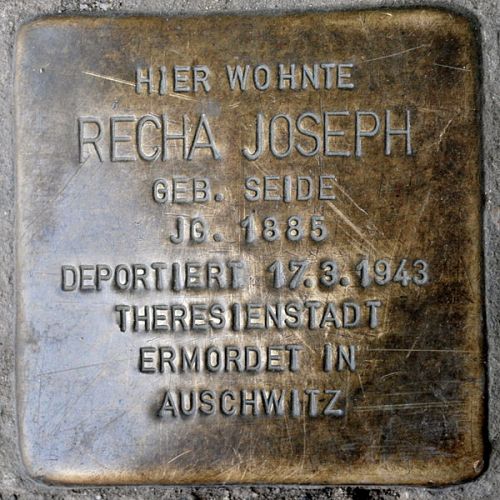 HIER WOHNTE
RECHA JOSEPH
GEB. SEIDE
JG. 1885
DEPORTIERT 17.3.1943
THERESIENSTADT
ERMORDET IN
AUSCHWITZ